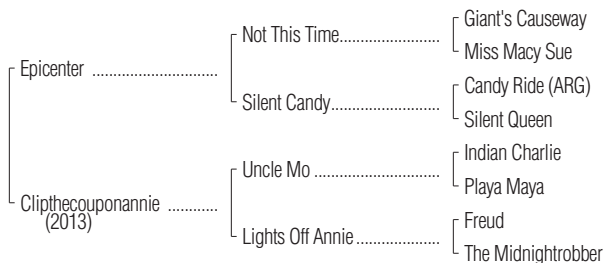 Giant's Causeway
Not This Time........................
Miss Macy Sue
Epicenter ..............................
Candy Ride (ARG)
Silent Candy..........................
Silent Queen
Indian Charlie
Uncle Mo ..............................
Playa Maya
Clipthecouponannie ............
(2013)
Freud
Lights Off Annie....................
The Midnightrobber